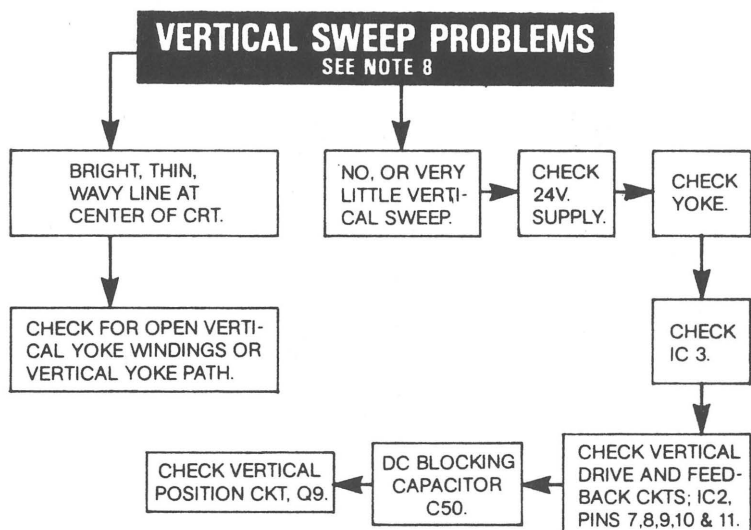 VERTICAL SWEEP PROBLEMS
SEE NOTE 8
BRIGHT, THIN,
WAVY LINE AT
CENTER OF CRT.
CHECK FOR OPEN VERTI-
CAL YOKE WINDINGS OR
VERTICAL YOKE PATH.
NO, OR VERY
LITTLE VERTI-
CAL SWEEP.
CHECK
24V.
SUPPLY.
CHECK
YOKE.
CHECK
IC 3.
CHECK VERTICAL
DRIVE AND FEED-
BACK CKTS; IC2,
PINS 7,8,9,10 & 11.
DC BLOCKING
CAPACITOR
C50.
CHECK VERTICAL
POSITION CKT, Q9.